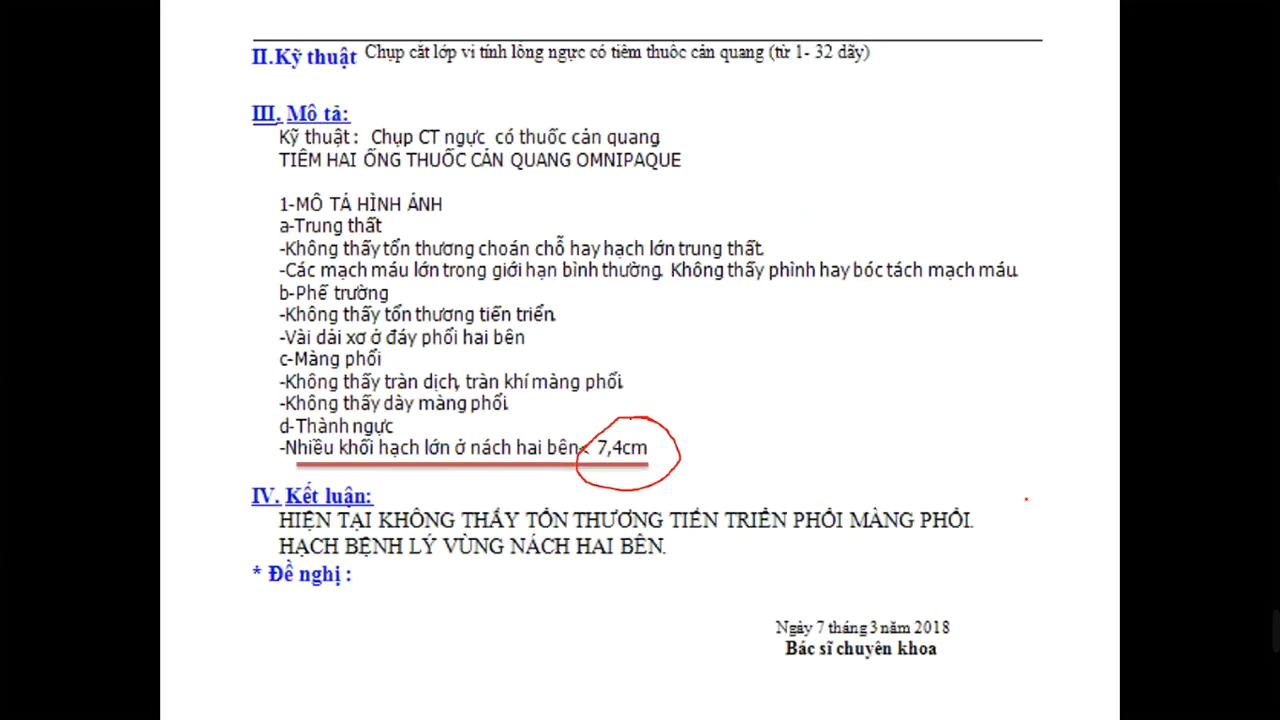 II.Kỹ thuật Chụp cắt lớp vi tính lồng ngực có tiêm thuốc cản quang (từ 1- 32 dãy)
III. Mô tả:
Kỹ thuật : Chụp CT ngực có thuốc cản quang
TIÊM HAI ỐNG THUỐC CẢN QUANG OMNIPAQUE
1-MÔ TẢ HÌNH ẢNH
a-Trung thất
-Không thấy tổn thương choán chỗ hay hạch lớn trung thất.
-Các mạch máu lớn trong giới hạn bình thường. Không thấy phình hay bóc tách mạch máu.
b-Phế trường
-Không thấy tổn thương tiến triển.
-Vài dải xơ ở đáy phổi hai bên
c-Màng phổi
-Không thấy tràn dịch, tràn khí màng phổi.
-Không thấy dày màng phổi.
d-Thành ngực
-Nhiều khối hạch lớn ở nách hai bên< 7,4cm
IV. Kết luận:
HIỆN TẠI KHÔNG THẤY TỔN THƯƠNG TIẾN TRIỂN PHỔI MÀNG PHỔI.
HẠCH BỆNH LÝ VÙNG NÁCH HAI BÊN.
* Đề nghị :
Ngày 7 tháng 3 năm 2018
Bác sĩ chuyên khoa